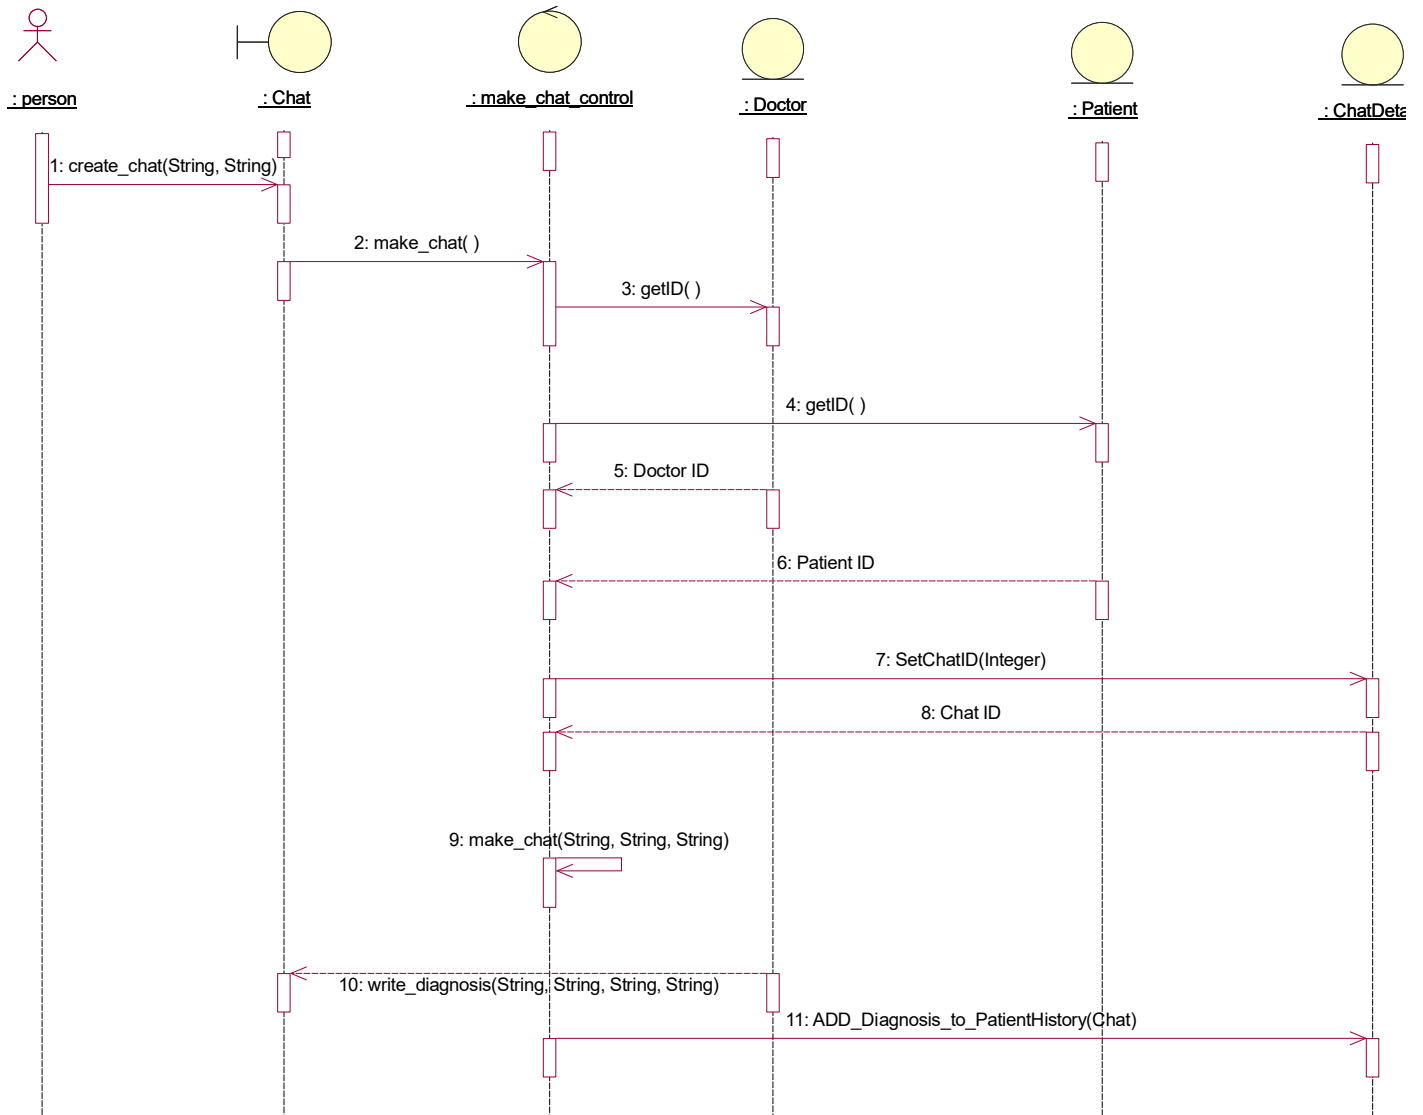 : person
: Chat
: make_chat_control
: Doctor
: Patient
: ChatDeta
1: create_chat(String, String)
2: make_chat( )
3: getID( )
4: getID( )
5: Doctor ID
6: Patient ID
7: SetChatID(Integer)
8: Chat ID
9: make_chat(String, String, String)
10: write_diagnosis(String, String, String, String)
11: ADD_Diagnosis_to_PatientHistory(Chat)